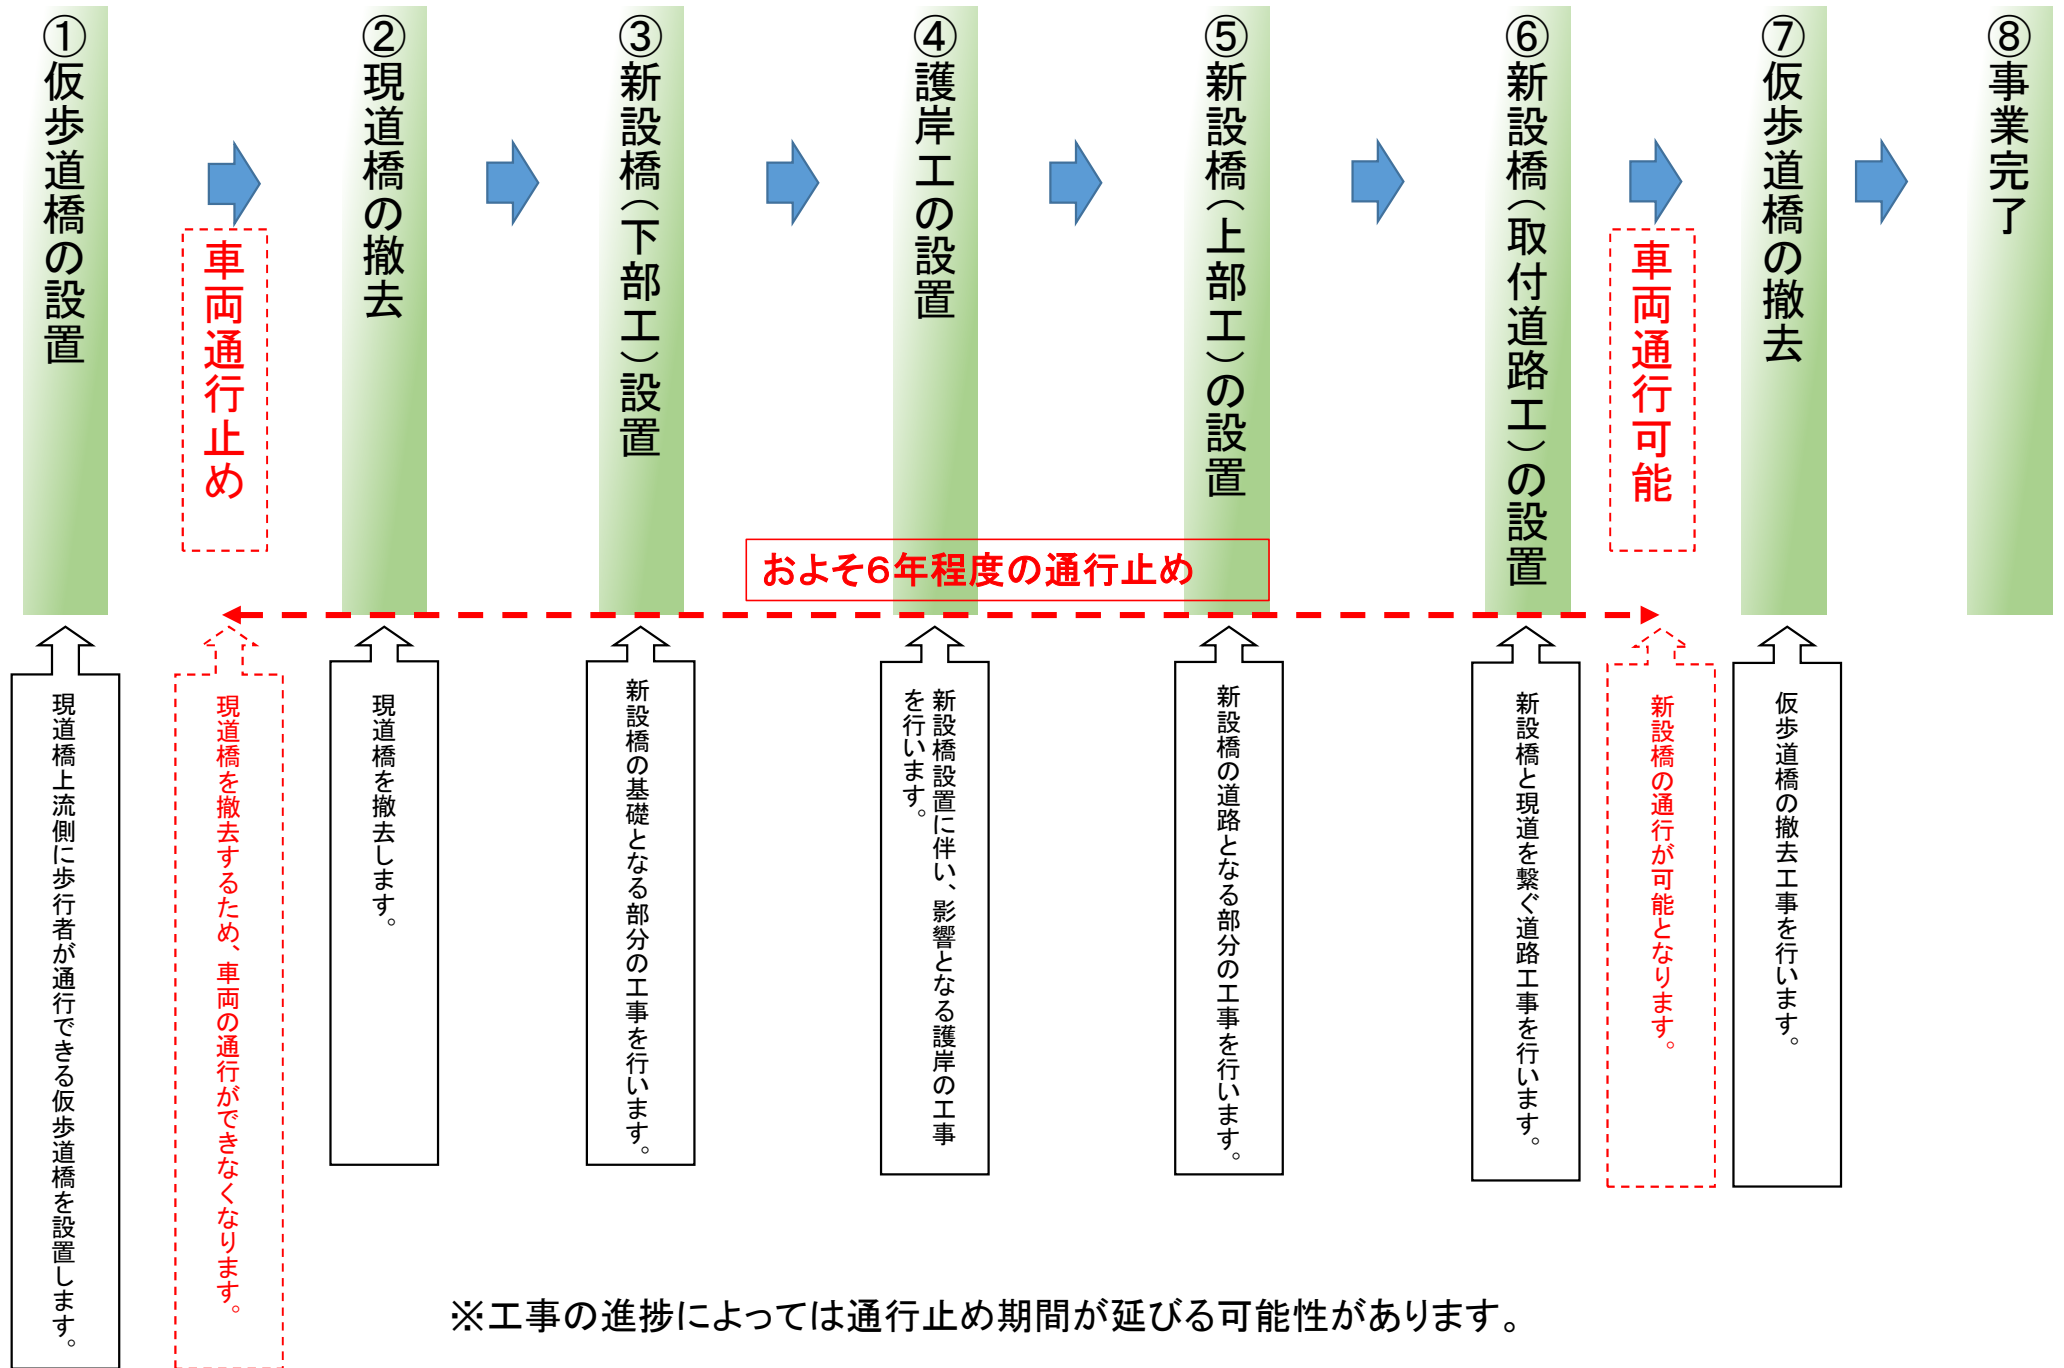 ①仮歩道橋の設置
車両通行止め
②現道橋の撤去
③新設橋（下部工）設置
④護岸工の設置
⑤新設橋（上部工）の設置
⑥新設橋（取付道路工）の設置
車両通行可能
⑦仮歩道橋の撤去
⑧事業完了
およそ6年程度の通行止め
現道橋上流側に歩行者が通行できる仮歩道橋を設置します。
現道橋を撤去するため、車両の通行ができなくなります。
現道橋を撤去します。
新設橋の基礎となる部分の工事を行います。
新設橋設置に伴い、影響となる護岸の工事
を行います。
新設橋の道路となる部分の工事を行います。
新設橋と現道を繋ぐ道路工事を行います。
新設橋の通行が可能となります。
仮歩道橋の撤去工事を行います。
※工事の進捗によっては通行止め期間が延びる可能性があります。